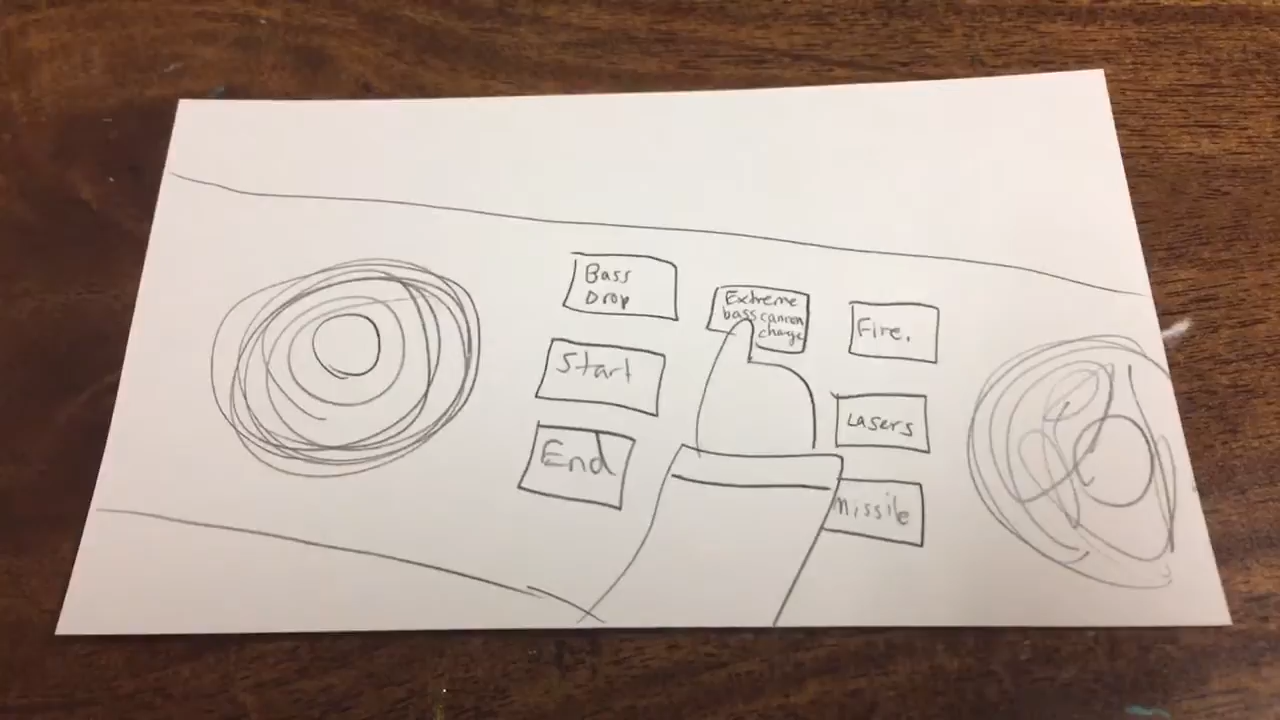 Bass
Drop
Extreme
bass cannon
charge
Fire.
Start
Lasers
End
Missile